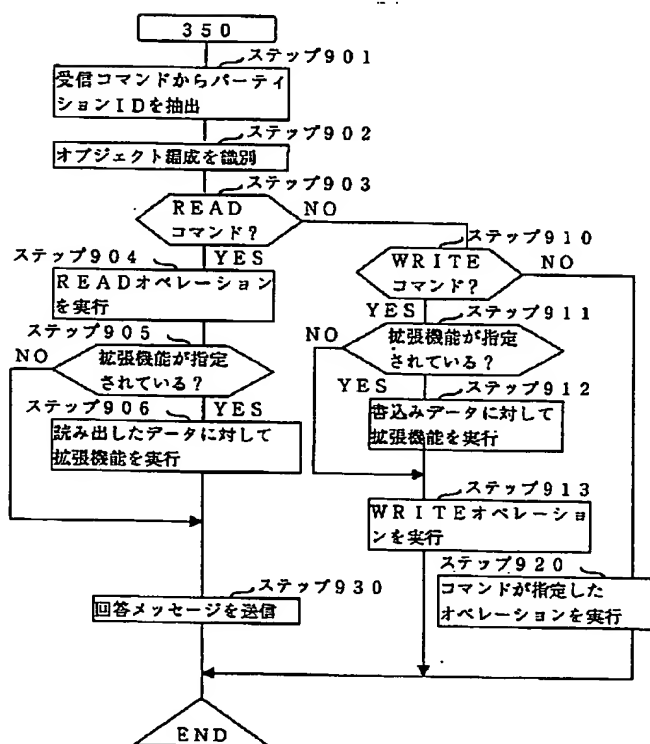 350
ステップ901
受信コマンドからパーティ
ションIDを抽出
ステップ902
オブジェクト編成を識別
ステップ903
READ
コマンド?
NO
YES
ステップ904
READオペレーション
を実行
ステップ905
NO
拡張機能が指定
されている?
YES
ステップ906
読み出したデータに対して
拡張機能を実行
ステップ910
WRITE
コマンド?
NO
YES
ステップ911
NO
拡張機能が指定
されている?
YES
ステップ912
書込みデータに対して
拡張機能を実行
ステップ913
WRITEオペレーショ
ンを実行
ステップ920
コマンドが指定した
オペレーションを実行
ステップ930
回答メッセージを送信
END